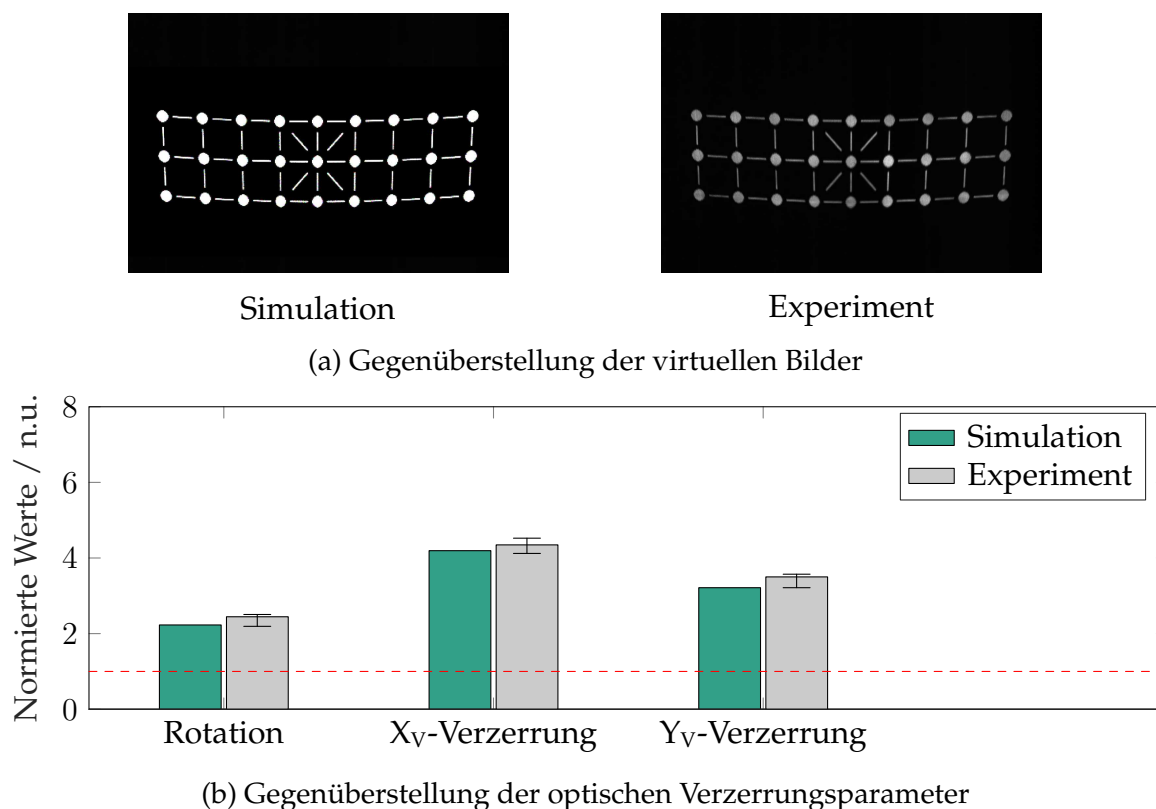 Simulation
Experiment
(a) Gegenüberstellung der virtuellen Bilder
Normierte Werte / n.u.
8
6
4
2
0
Simulation
Experiment
Rotation
X_V-Verzerrung
Y_V-Verzerrung
(b) Gegenüberstellung der optischen Verzerrungsparameter